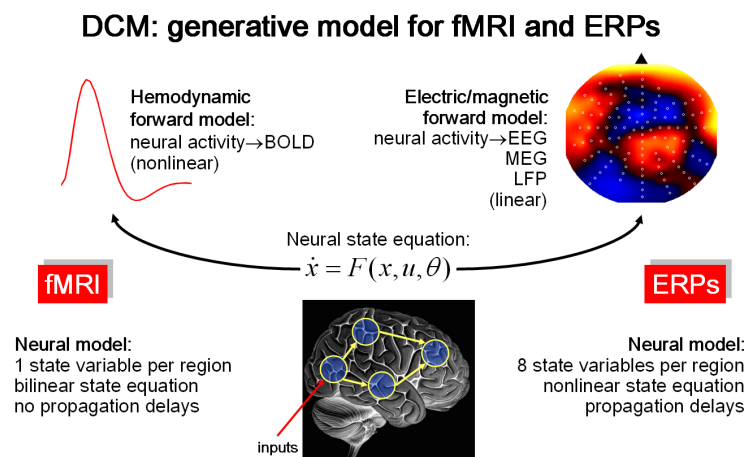 DCM: generative model for fMRI and ERPs
Hemodynamic
forward model:
neural activity→BOLD
(nonlinear)
Electric/magnetic
forward model:
neural activity→EEG
MEG
LFP
(linear)
Neural state equation:
ẋ = F(x, u, θ)
fMRI
ERPs
Neural model:
1 state variable per region
bilinear state equation
no propagation delays
inputs
Neural model:
8 state variables per region
nonlinear state equation
propagation delays